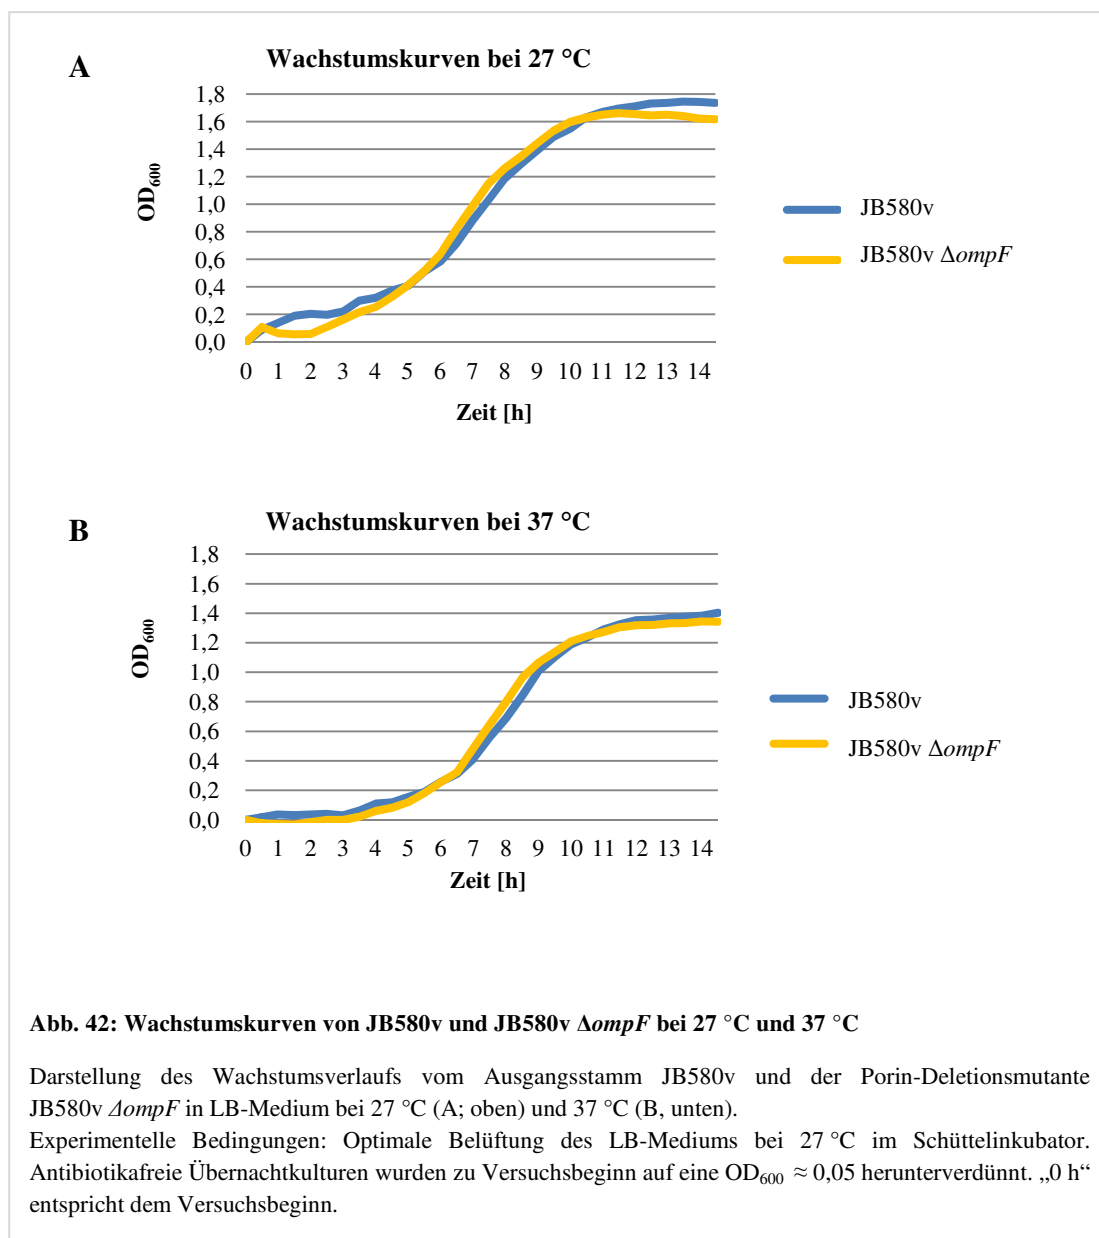 A
Wachstumskurven bei 27 °C
1,8
1,6
1,4
1,2
1,0
0,8
0,6
0,4
0,2
0,0
OD600
0 1 2 3 4 5 6 7 8 9 10 11 12 13 14
Zeit [h]
JB580v
JB580v ΔompF
B
Wachstumskurven bei 37 °C
1,8
1,6
1,4
1,2
1,0
0,8
0,6
0,4
0,2
0,0
OD600
0 1 2 3 4 5 6 7 8 9 10 11 12 13 14
Zeit [h]
JB580v
JB580v ΔompF
Abb. 42: Wachstumskurven von JB580v und JB580v ΔompF bei 27 °C und 37 °C
Darstellung des Wachstumsverlaufs vom Ausgangsstamm JB580v und der Porin-Deletionsmutante
JB580v ΔompF in LB-Medium bei 27 °C (A; oben) und 37 °C (B, unten).
Experimentelle Bedingungen: Optimale Belüftung des LB-Mediums bei 27 °C im Schüttelinkubator.
Antibiotikafreie Übernachtkulturen wurden zu Versuchsbeginn auf eine OD600 ≈ 0,05 herunterverdünnt. „0 h“
entspricht dem Versuchsbeginn.